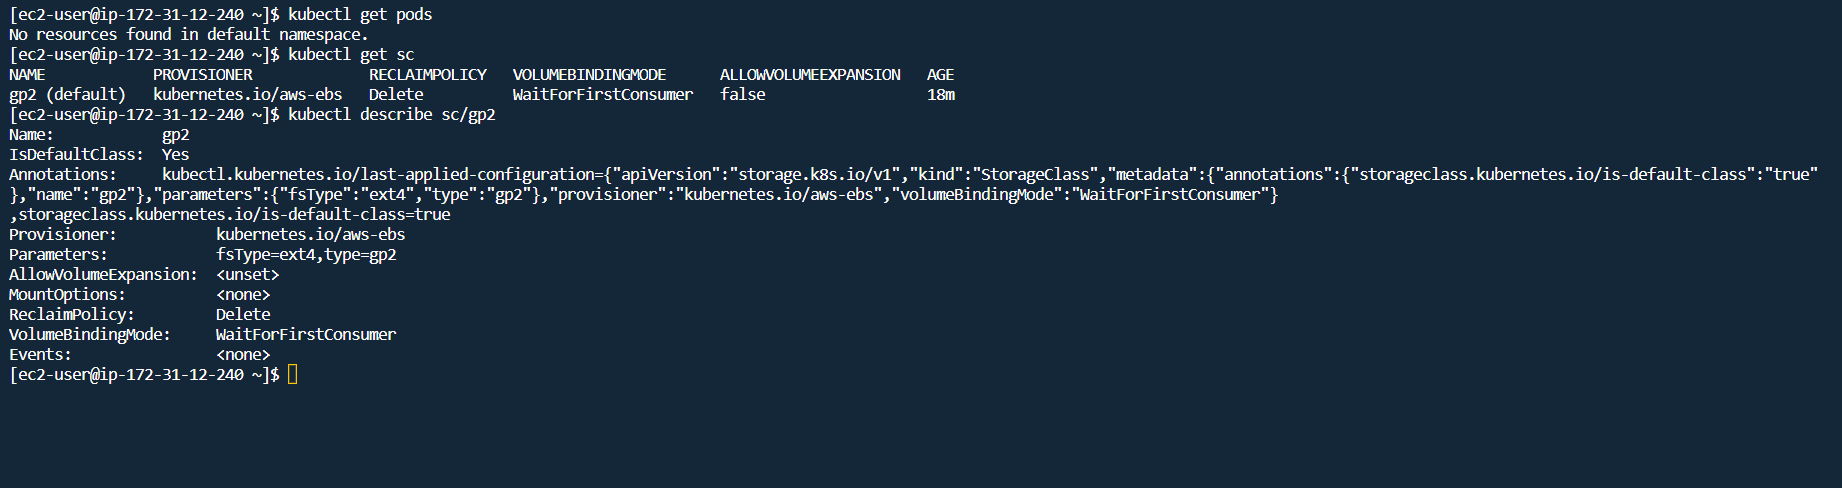 [ec2-user@ip-172-31-12-240 ~]$ kubectl get pods
No resources found in default namespace.
[ec2-user@ip-172-31-12-240 ~]$ kubectl get sc
NAME            PROVISIONER             RECLAIMPOLICY   VOLUMEBINDINGMODE      ALLOWVOLUMEEXPANSION   AGE
gp2 (default)   kubernetes.io/aws-ebs   Delete          WaitForFirstConsumer   false                  18m
[ec2-user@ip-172-31-12-240 ~]$ kubectl describe sc/gp2
Name:            gp2
IsDefaultClass:  Yes
Annotations:     kubectl.kubernetes.io/last-applied-configuration={"apiVersion":"storage.k8s.io/v1","kind":"StorageClass","metadata":{"annotations":{"storageclass.kubernetes.io/is-default-class":"true"
},"name":"gp2"},"parameters":{"fsType":"ext4","type":"gp2"},"provisioner":"kubernetes.io/aws-ebs","volumeBindingMode":"WaitForFirstConsumer"}
,storageclass.kubernetes.io/is-default-class=true
Provisioner:           kubernetes.io/aws-ebs
Parameters:            fsType=ext4,type=gp2
AllowVolumeExpansion:  <unset>
MountOptions:          <none>
ReclaimPolicy:         Delete
VolumeBindingMode:     WaitForFirstConsumer
Events:                <none>
[ec2-user@ip-172-31-12-240 ~]$